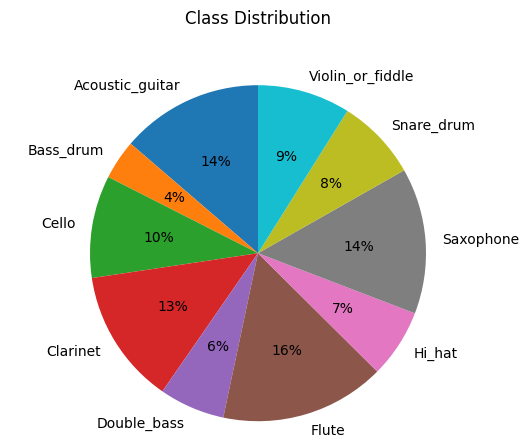 Class Distribution
Acoustic_guitar
14%
Bass_drum
4%
Cello
10%
Clarinet
13%
Double_bass
6%
Flute
16%
Hi_hat
7%
Saxophone
14%
Snare_drum
8%
Violin_or_fiddle
9%